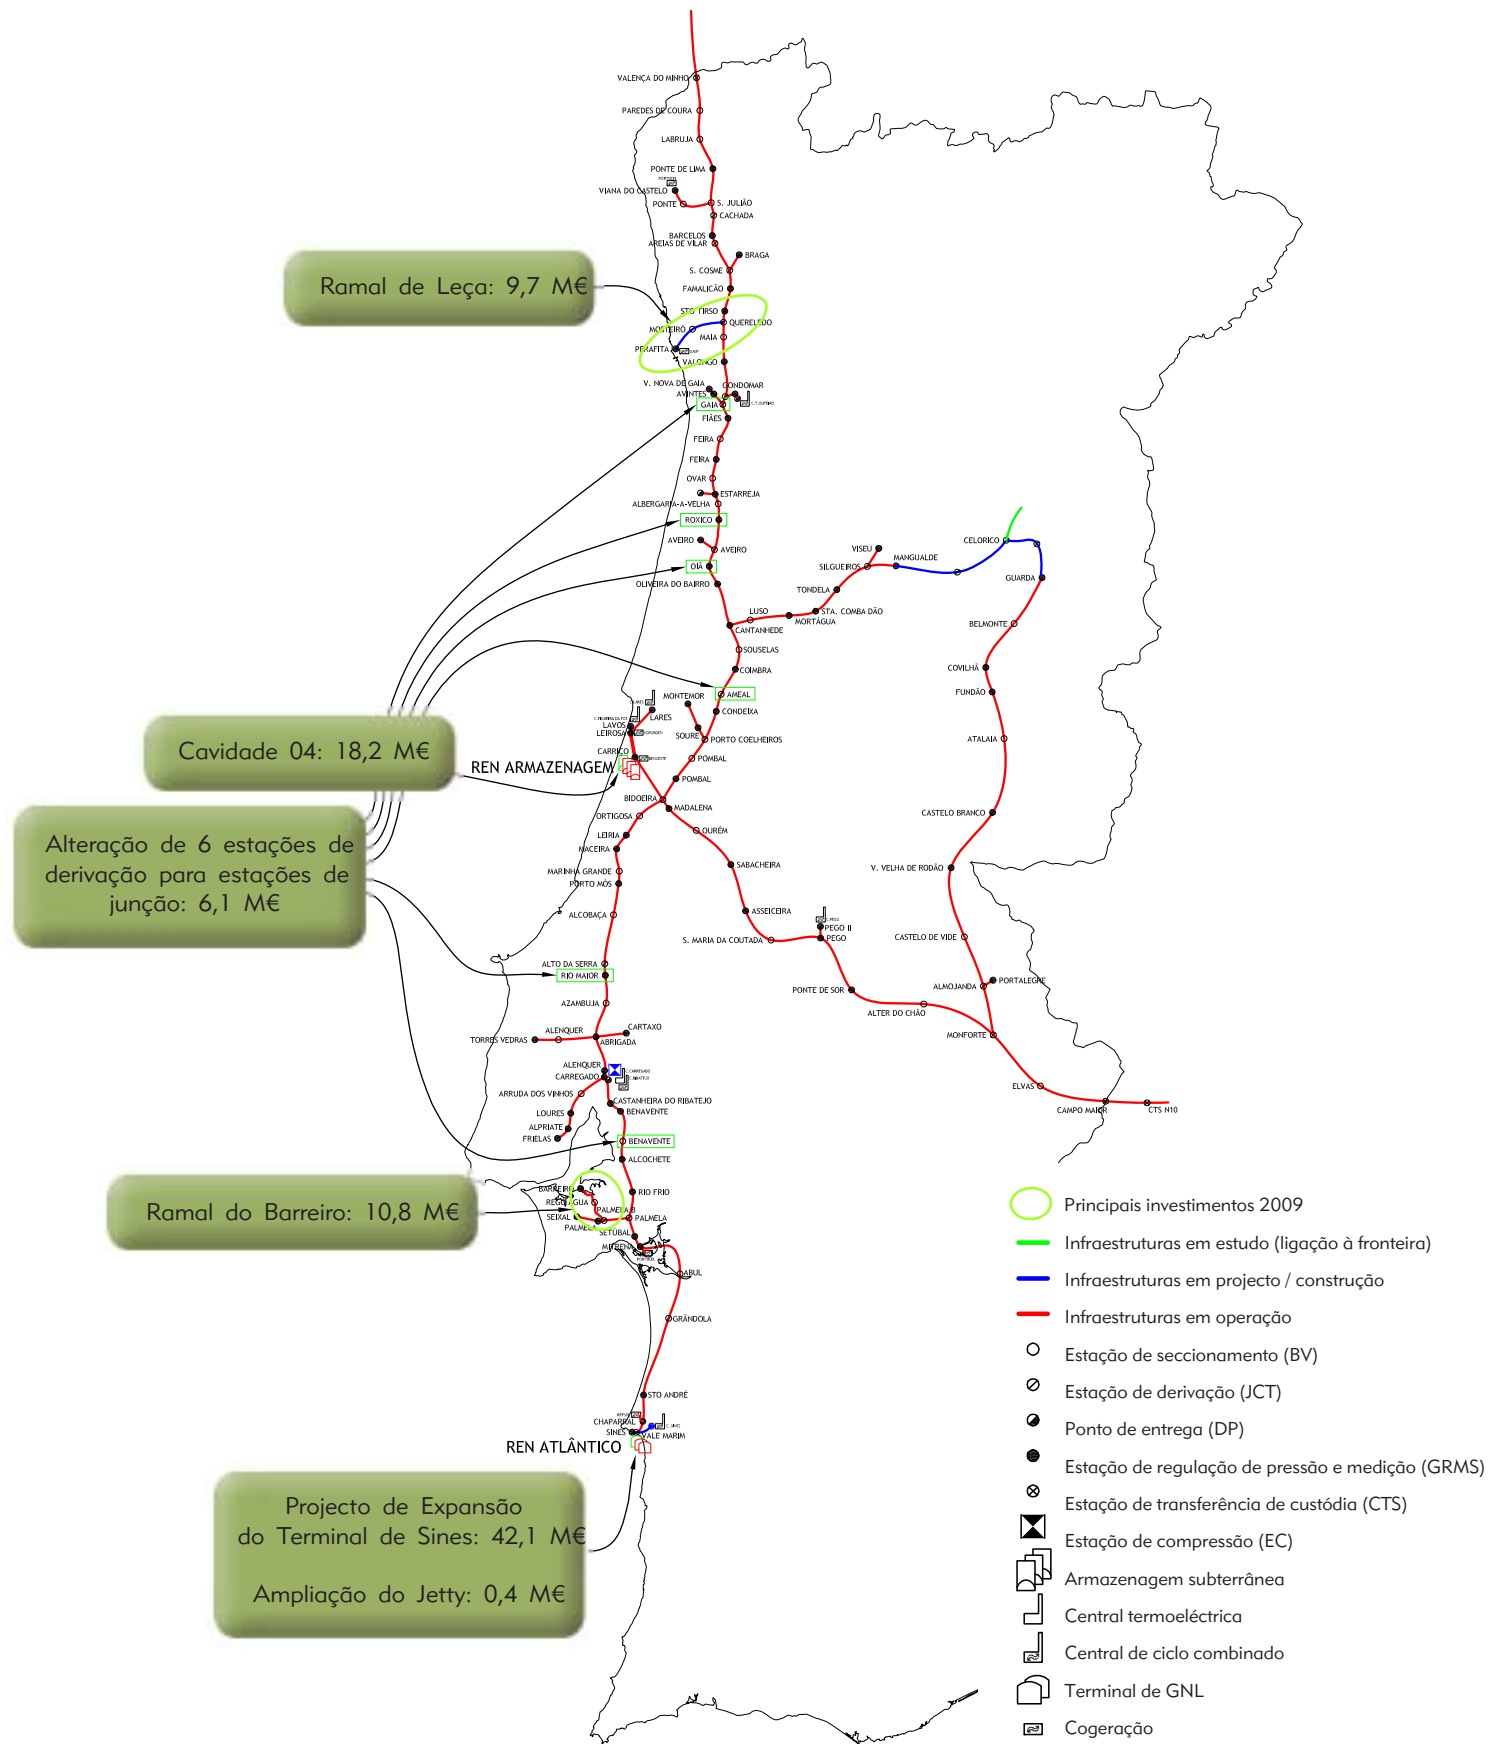 VALENÇA DO MINHO
PAREDES DE COURA
LABRUJA
PONTE DE LIMA
VIANA DO CASTELO
PONTE
S. JULIÃO
CACHADA
BARCELOS
AREIAS DE VILAR
BRAGA
S. COSME
FAMALICÃO
Ramal de Leça: 9,7 M€
STO TIRSO
QUERELEDO
MOSTEIRÓ
MAIA
PERAFITA
VALONGO
V. NOVA DE GAIA
GONDOMAR
AVINTES
GAIA
FIÃES
FEIRA
FEIRA
OVAR
ESTARREJA
ALBERGARIA-A-VELHA
ROXICO
AVEIRO
AVEIRO
OIÃ
OLIVEIRA DO BAIRRO
VISEU
MANGUALDE
SILGUEIROS
CELORICO
GUARDA
TONDELA
STA. COMBA DÃO
LUSO
MORTÁGUA
CANTANHEDE
BELMONTE
SOUSELAS
COIMBRA
COVILHÃ
FUNDÃO
AMEAL
MONTEMOR
CONDEIXA
LARES
LAVOS
LEIROSA
SOURE
PORTO COELHEIROS
ATALAIA
Cavidade 04: 18,2 M€
CARRIÇO
REN ARMAZENAGEM
POMBAL
POMBAL
BIDOEIRA
MADALENA
ORTIGOSA
OURÉM
CASTELO BRANCO
LEIRIA
MACEIRA
SABACHEIRA
V. VELHA DE RODÃO
MARINHA GRANDE
PORTO MÓS
Alteração de 6 estações de
derivação para estações de
junção: 6,1 M€
ALCOBAÇA
ASSEICEIRA
PEGO II
PEGO
S. MARIA DA COUTADA
CASTELO DE VIDE
ALTO DA SERRA
RIO MAIOR
PORTALEGRE
ALMOJANDA
PONTE DE SOR
ALTER DO CHÃO
AZAMBUJA
CARTAXO
ALENQUER
TORRES VEDRAS
ABRIGADA
MONFORTE
ALENQUER
CARREGADO
ARRUDA DOS VINHOS
ELVAS
CASTANHEIRA DO RIBATEJO
BENAVENTE
CAMPO MAIOR
CTS N10
LOURES
ALPRIATE
FRIELAS
BENAVENTE
ALCOCHETE
BARREIRO
RIO FRIO
PALMELA B
SEIXAL
PALMELA
PALMELA
SETÚBAL
MITRENA
Ramal do Barreiro: 10,8 M€
ABUL
GRÂNDOLA
STO ANDRÉ
CHAPARRAL
SINES
VALE MARIM
REN ATLÂNTICO
Projecto de Expansão
do Terminal de Sines: 42,1 M€
Ampliação do Jetty: 0,4 M€
Principais investimentos 2009
Infraestruturas em estudo (ligação à fronteira)
Infraestruturas em projecto / construção
Infraestruturas em operação
Estação de seccionamento (BV)
Estação de derivação (JCT)
Ponto de entrega (DP)
Estação de regulação de pressão e medição (GRMS)
Estação de transferência de custódia (CTS)
Estação de compressão (EC)
Armazenagem subterrânea
Central termoeléctrica
Central de ciclo combinado
Terminal de GNL
Cogeração